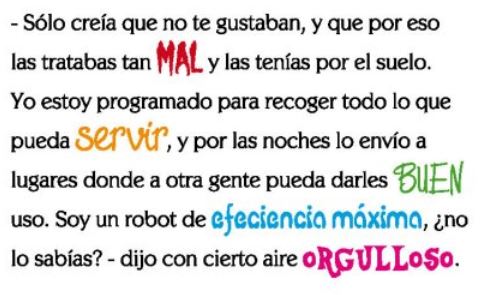 - Sólo creía que no te gustaban, y que por eso
las tratabas tan MAL y las tenías por el suelo.
Yo estoy programado para recoger todo lo que
pueda servir, y por las noches lo envío a
lugares donde a otra gente pueda darles BUEN
uso. Soy un robot de efeciencia máxima, ¿no
lo sabías? - dijo con cierto aire oRGULLoSo.